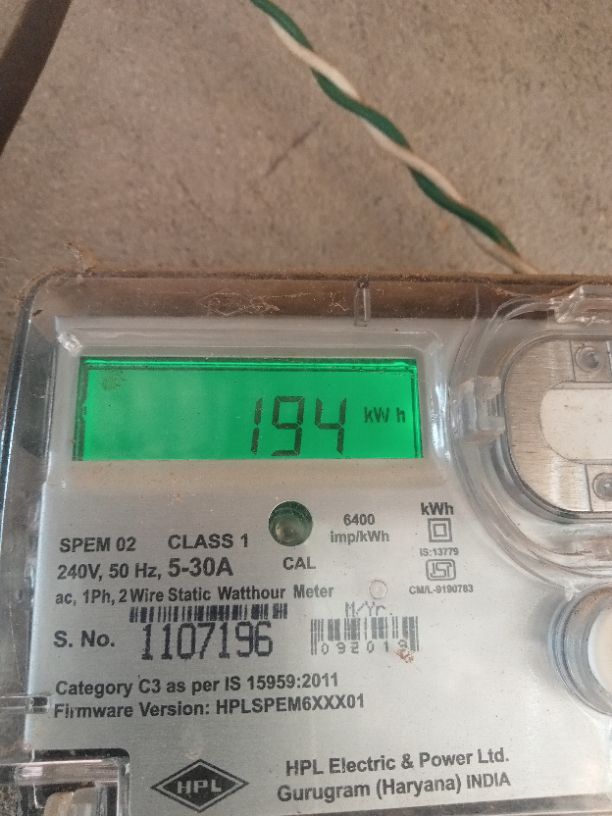 194 kW h
SPEM 02 CLASS 1
240V, 50 Hz, 5-30A
CAL
6400
imp/kWh
kWh
IS:13779
ISI
CM/L-9190783
ac, 1Ph, 2 Wire Static Watthour Meter
S. No. 1107196
M/Yr
092019
Category C3 as per IS 15959:2011
Firmware Version: HPLSPEM6XXX01
HPL
HPL Electric & Power Ltd.
Gurugram (Haryana) INDIA